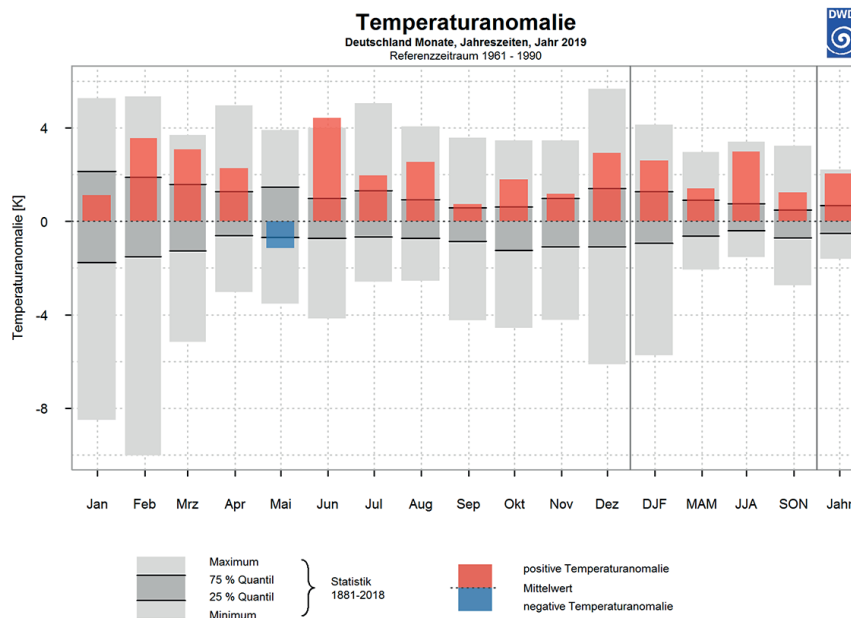 Temperaturanomalie
Deutschland Monate, Jahreszeiten, Jahr 2019
Referenzzeitraum 1961 - 1990
DWD
Temperaturanomalie [K]
4
0
-4
-8
Jan Feb Mrz Apr Mai Jun Jul Aug Sep Okt Nov Dez DJF MAM JJA SON Jahr
Maximum
75 % Quantil
25 % Quantil
Minimum
Statistik
1881-2018
positive Temperaturanomalie
Mittelwert
negative Temperaturanomalie